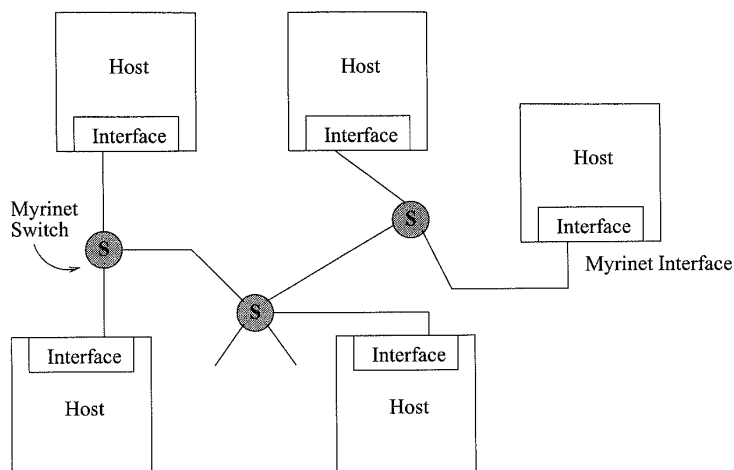 Host
Interface
Host
Interface
Host
Interface
Myrinet Interface
Myrinet
Switch
S
S
S
Interface
Host
Interface
Host